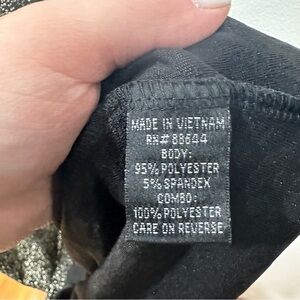 MADE IN VIETNAM
RN# 88644
BODY:
95% POLYESTER
5% SPANDEX
COMBO:
100% POLYESTER
CARE ON REVERSE